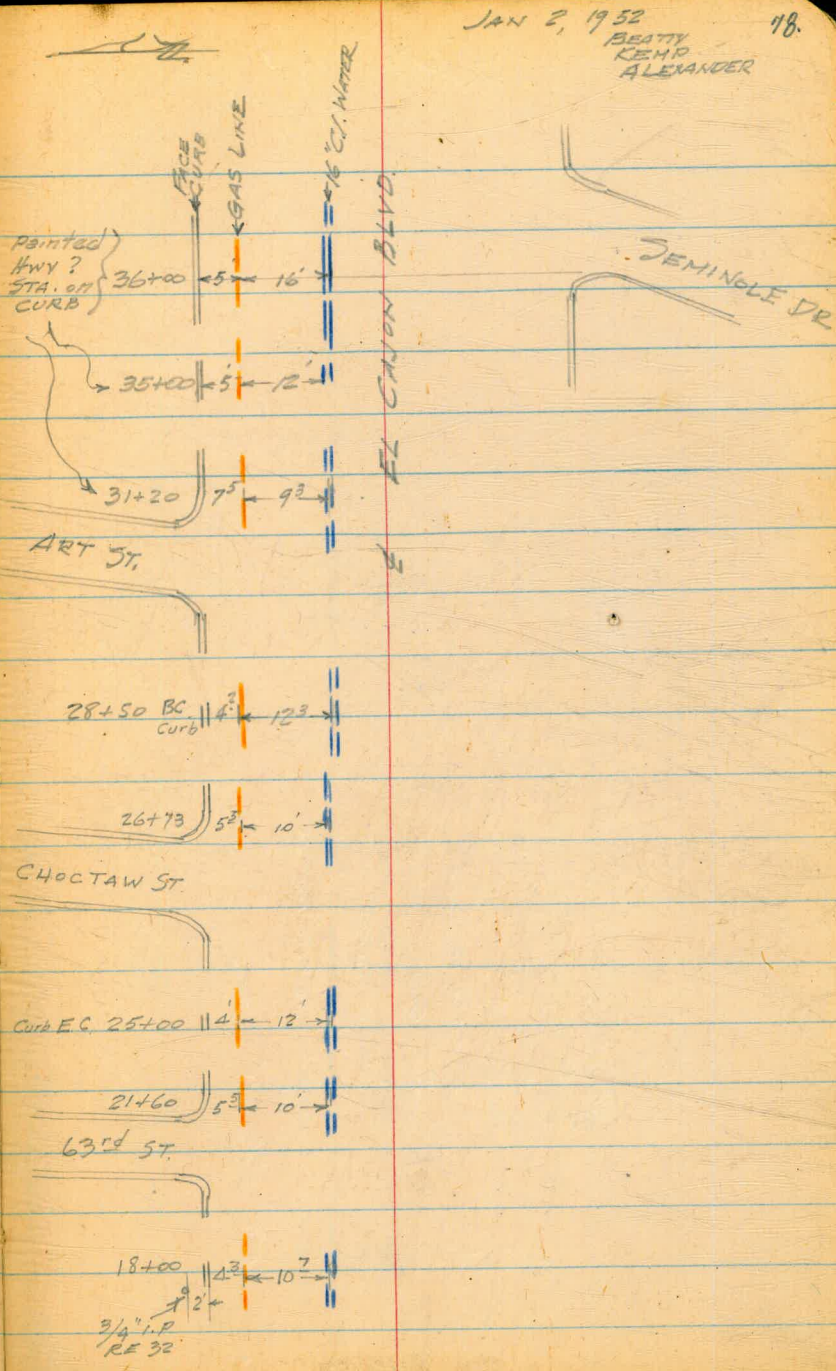 JAN 2, 1952
78.
BEATTY
KEMP
ALEXANDER
FACE
CURB
GAS LINE
16" C.I. WATER
EL CAJON BLVD.
SEMINOLE DR
Painted
HWY ?
STA. on
CURB
36+00 5' 16'
35+00 5' 12'
31+20 7⁵ 9³
ART ST.
28+50 BC 4² 12³
Curb
26+73 10'
CHOCTAW ST.
Curb E.C. 25+00 4' 12'
21+60 5⁵ 10'
63rd ST.
18+00 4³ 10⁷
2'
3/4" I.P
RE 32